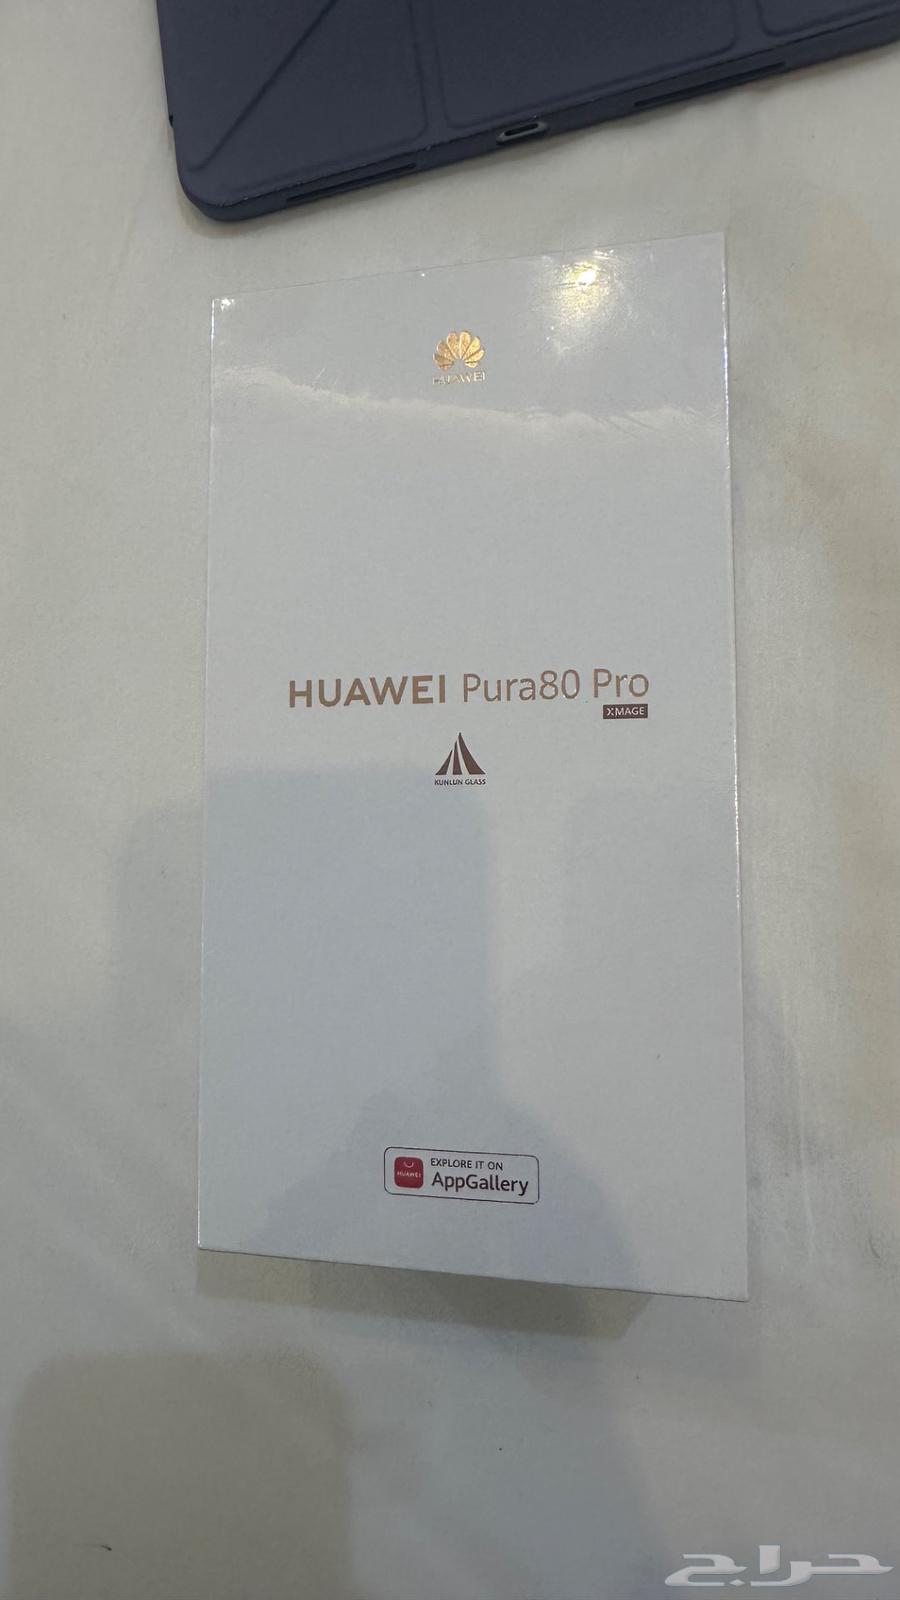 HUAWEI
HUAWEI Pura80 Pro
XMAGE
KUNLUN GLASS
HUAWEI
EXPLORE IT ON
AppGallery
حراج